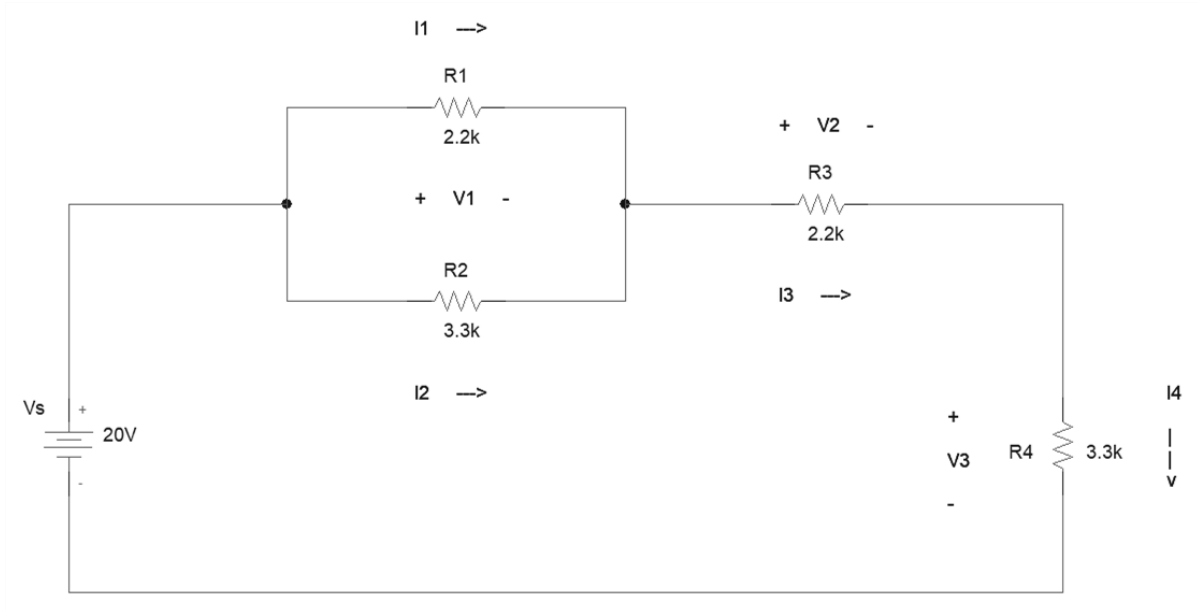 I1 --->
R1
2.2k
+ V1 -
R2
3.3k
I2 --->
+ V2 -
R3
2.2k
I3 --->
Vs
+
20V
-
+
V3
-
R4
3.3k
I4
|
|
v